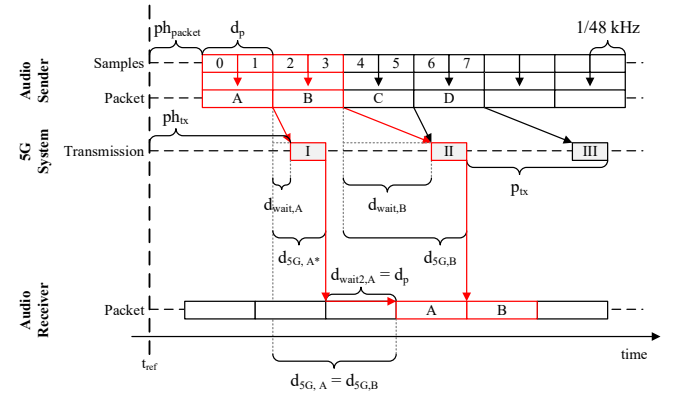 ph_packet d_p 1/48 kHz
Audio Sender
Samples 0 1 2 3 4 5 6 7
Packet A B C D
ph_tx
5G System
Transmission I II III
d_wait,A d_wait,B p_tx
d_5G, A* d_5G,B
d_wait2,A = d_p
Audio Receiver
Packet A B
t_ref time
d_5G, A = d_5G,B